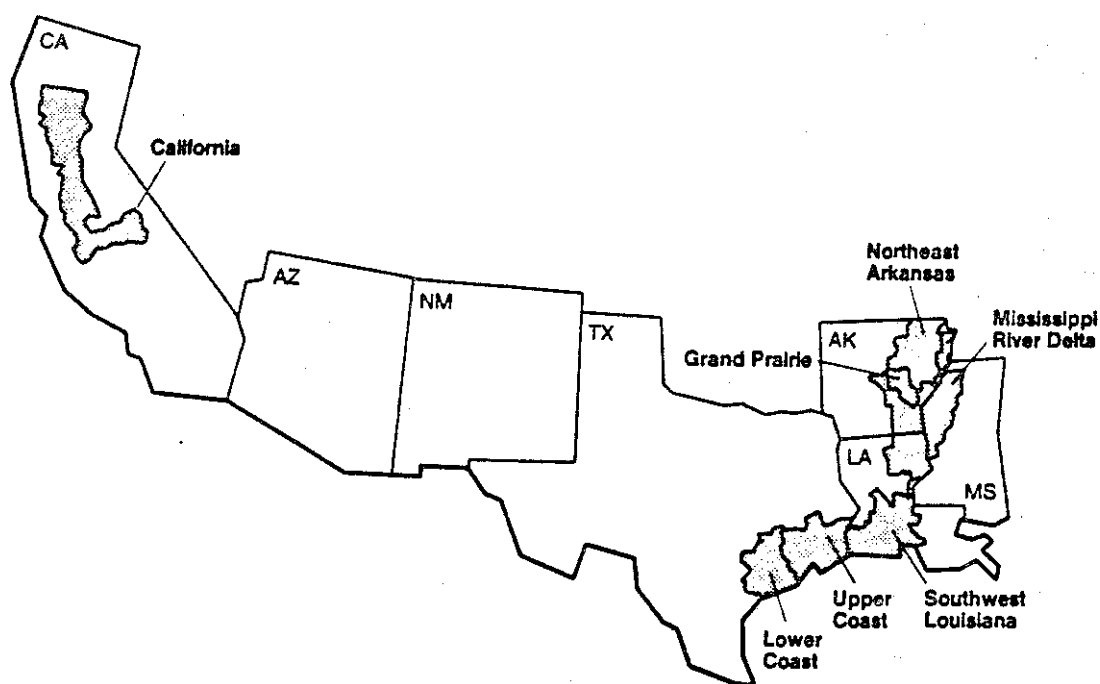 CA
California
AZ
NM
TX
Northeast
Arkansas
AK
Mississippi
River Delta
Grand Prairie
LA
MS
Upper
Coast
Southwest
Louisiana
Lower
Coast